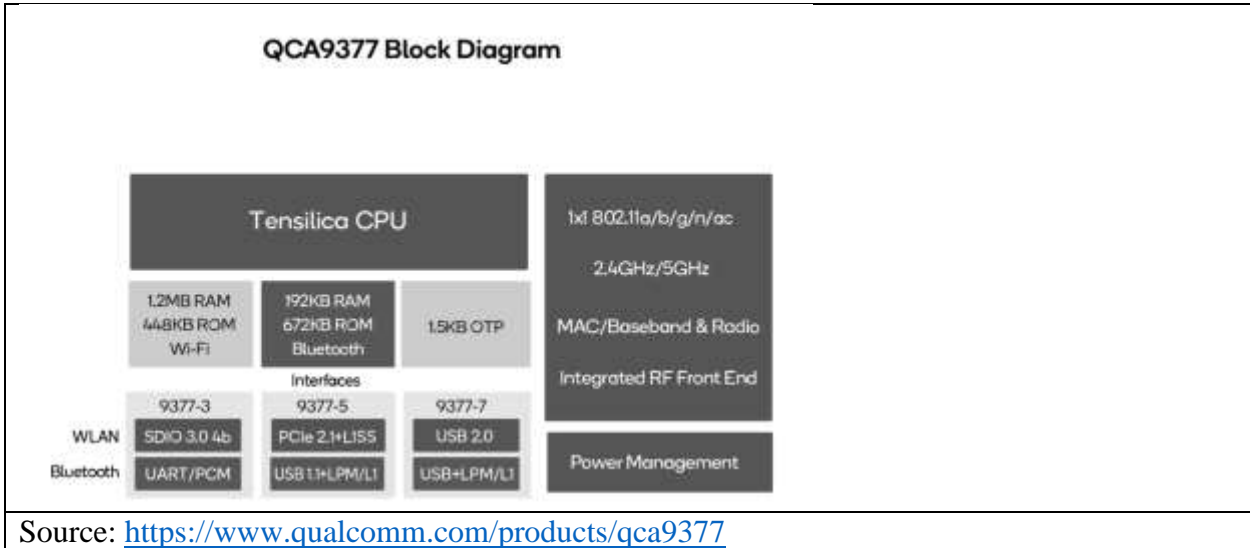 QCA9377 Block Diagram
Tensilica CPU
1.2MB RAM
448KB ROM
Wi-Fi
192KB RAM
672KB ROM
Bluetooth
1.5KB OTP
Interfaces
9377-3
9377-5
9377-7
WLAN
SDIO 3.0 4b
PCIe 2.1+L1SS
USB 2.0
Bluetooth
UART/PCM
USB1.1+LPM/L1
USB+LPM/L1
1x1 802.11a/b/g/n/ac
2.4GHz/5GHz
MAC/Baseband & Radio
Integrated RF Front End
Power Management
Source: https://www.qualcomm.com/products/qca9377